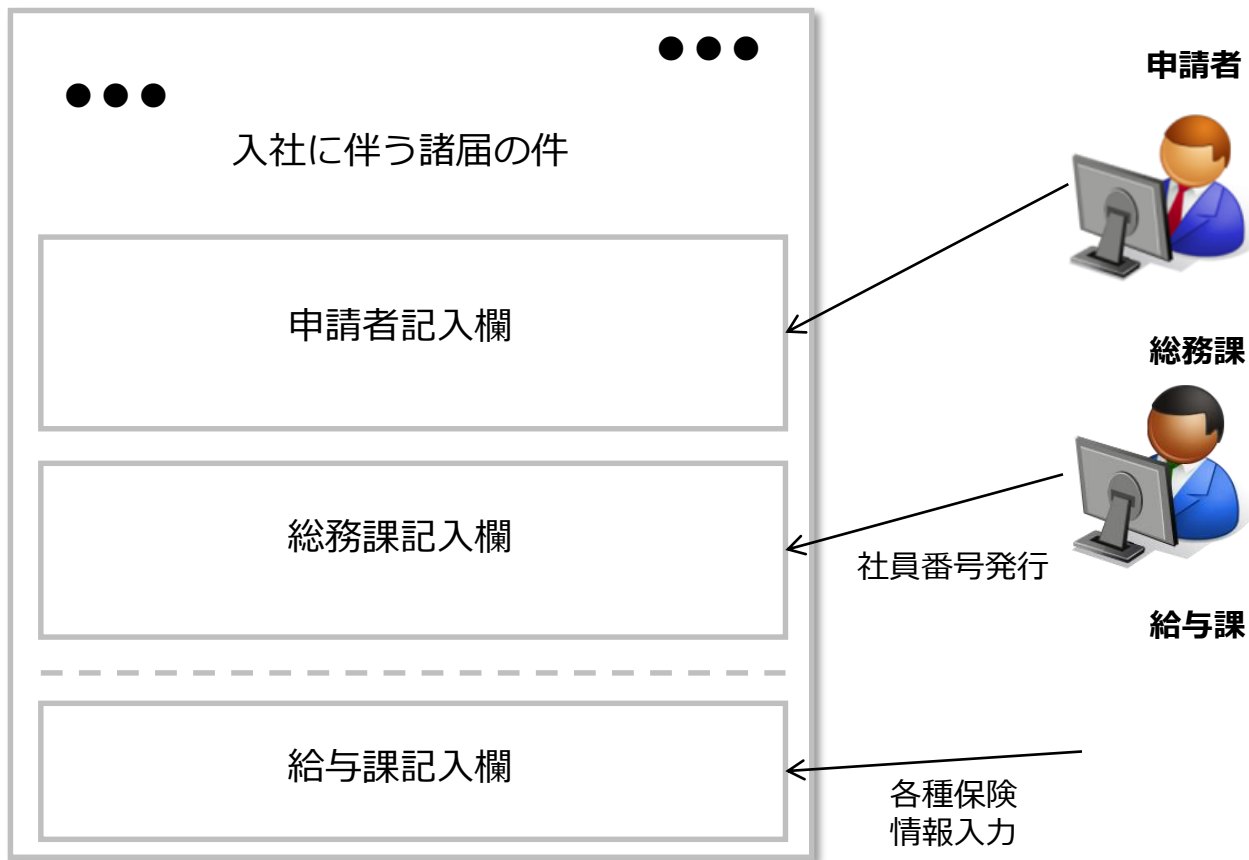 ●●●
●●●
入社に伴う諸届の件
申請者記入欄
総務課記入欄
給与課記入欄
申請者
総務課
社員番号発行
給与課
各種保険
情報入力